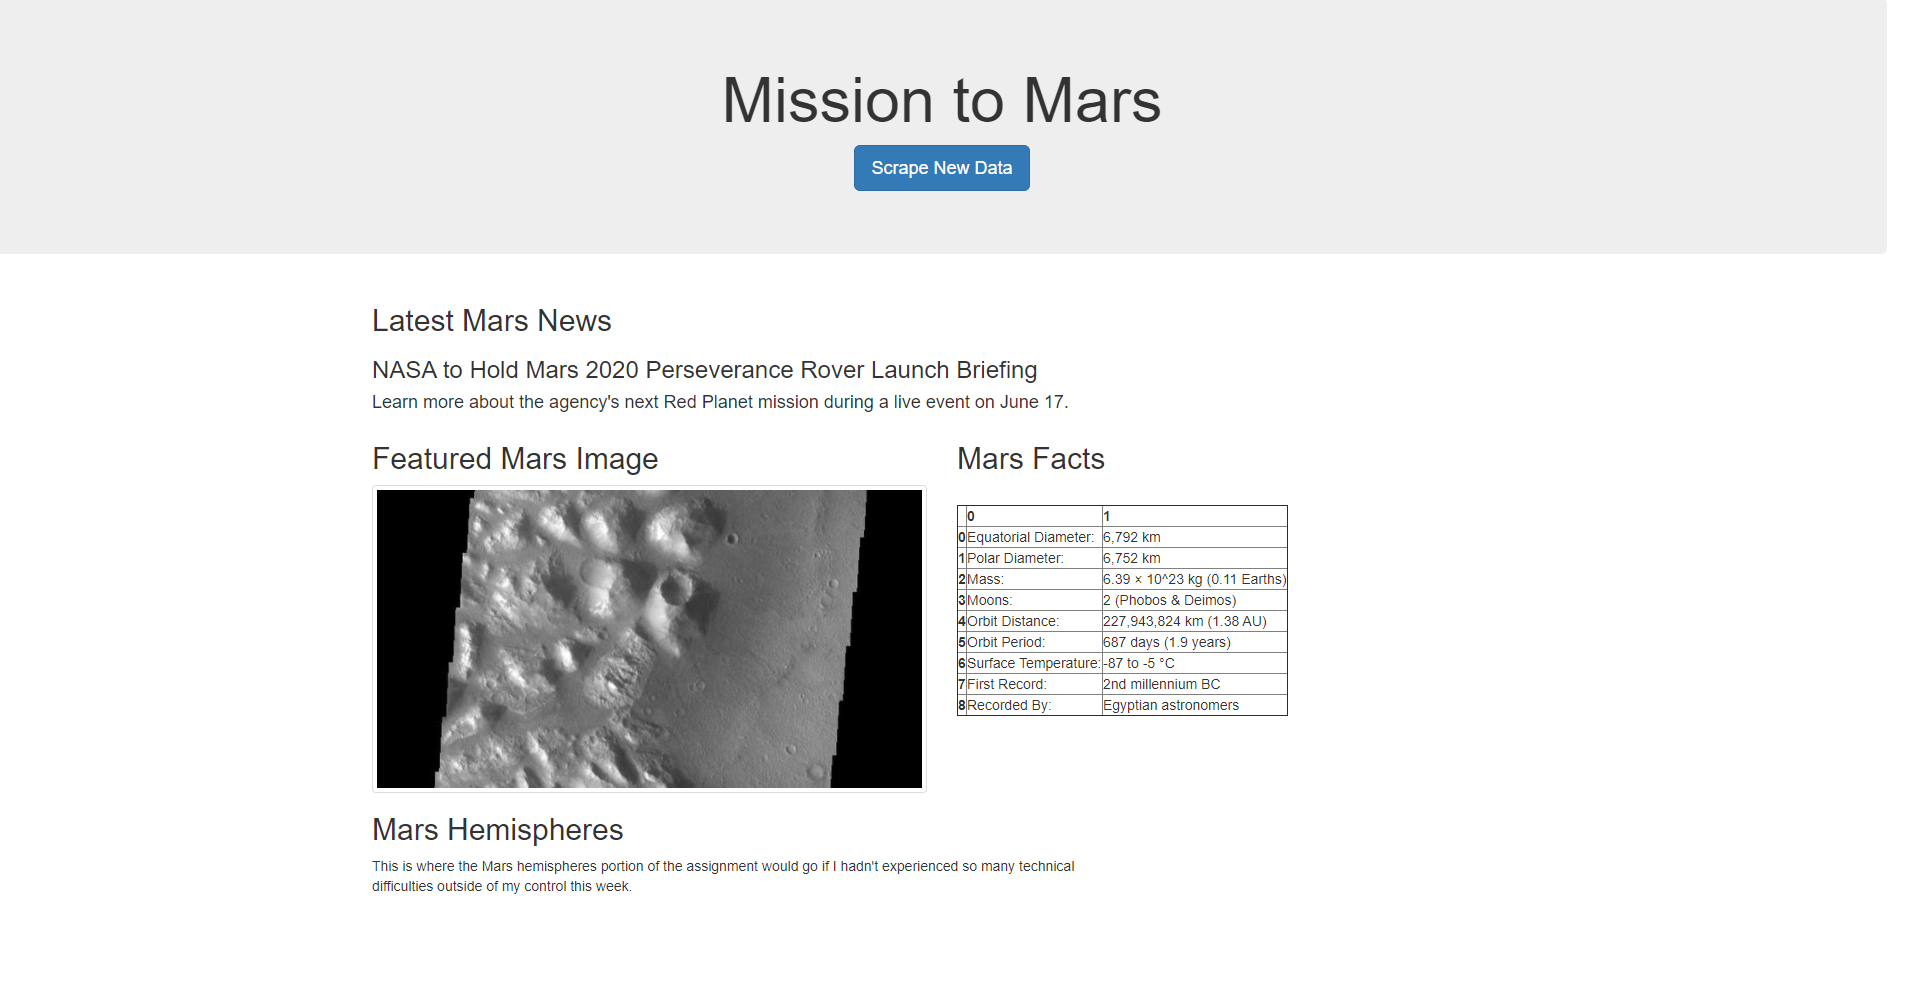 Mission to Mars
Scrape New Data
Latest Mars News
NASA to Hold Mars 2020 Perseverance Rover Launch Briefing
Learn more about the agency's next Red Planet mission during a live event on June 17.
Featured Mars Image
Mars Facts
0 1
0 Equatorial Diameter: 6,792 km
1 Polar Diameter: 6,752 km
2 Mass: 6.39 × 10^23 kg (0.11 Earths)
3 Moons: 2 (Phobos & Deimos)
4 Orbit Distance: 227,943,824 km (1.38 AU)
5 Orbit Period: 687 days (1.9 years)
6 Surface Temperature: -87 to -5 °C
7 First Record: 2nd millennium BC
8 Recorded By: Egyptian astronomers
Mars Hemispheres
This is where the Mars hemispheres portion of the assignment would go if I hadn't experienced so many technical
difficulties outside of my control this week.